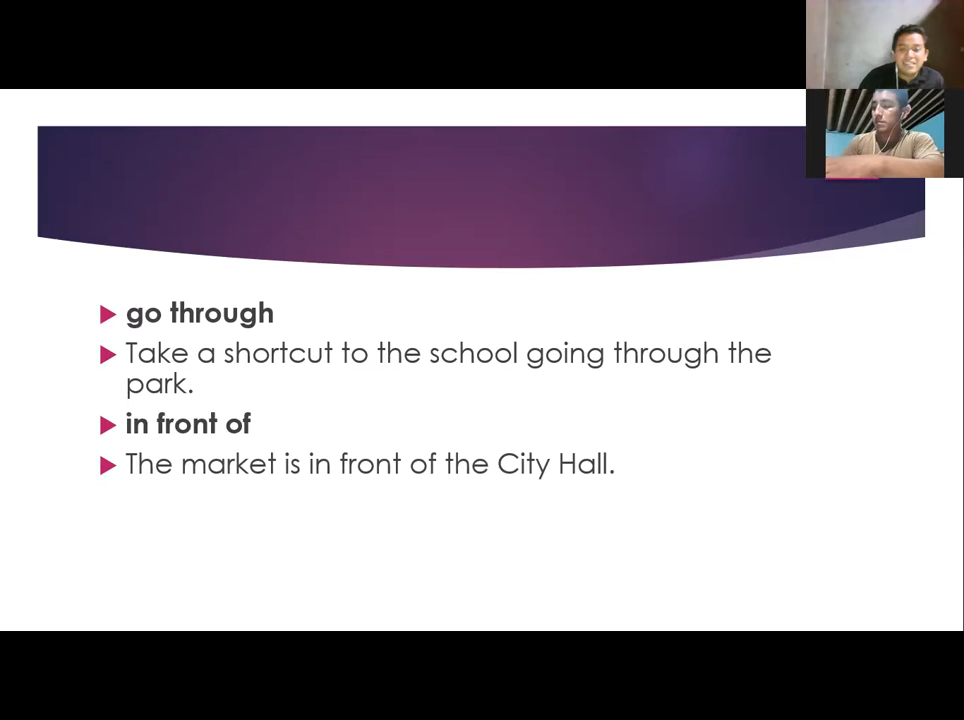 go through
Take a shortcut to the school going through the
park.
in front of
The market is in front of the City Hall.